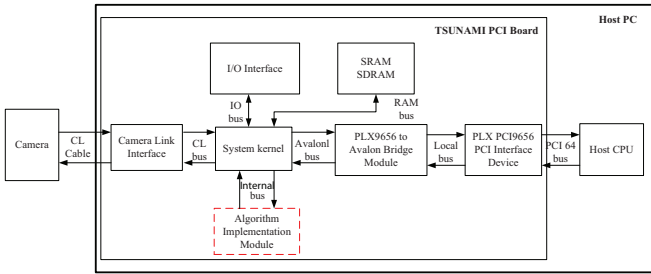 Host PC
TSUNAMI PCI Board
I/O Interface
SRAM
SDRAM
IO
bus
RAM
bus
Camera
CL
Cable
Camera Link
Interface
CL
bus
System kernel
Avalonl
bus
PLX9656 to
Avalon Bridge
Module
Local
bus
PLX PCI9656
PCI Interface
Device
PCI 64
bus
Host CPU
Internal
bus
Algorithm
Implementation
Module